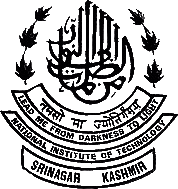 तमसो मा ज्योतिर्गमय
LEAD ME FROM DARKNESS TO LIGHT
NATIONAL INSTITUTE OF TECHNOLOGY
SRINAGAR KASHMIR